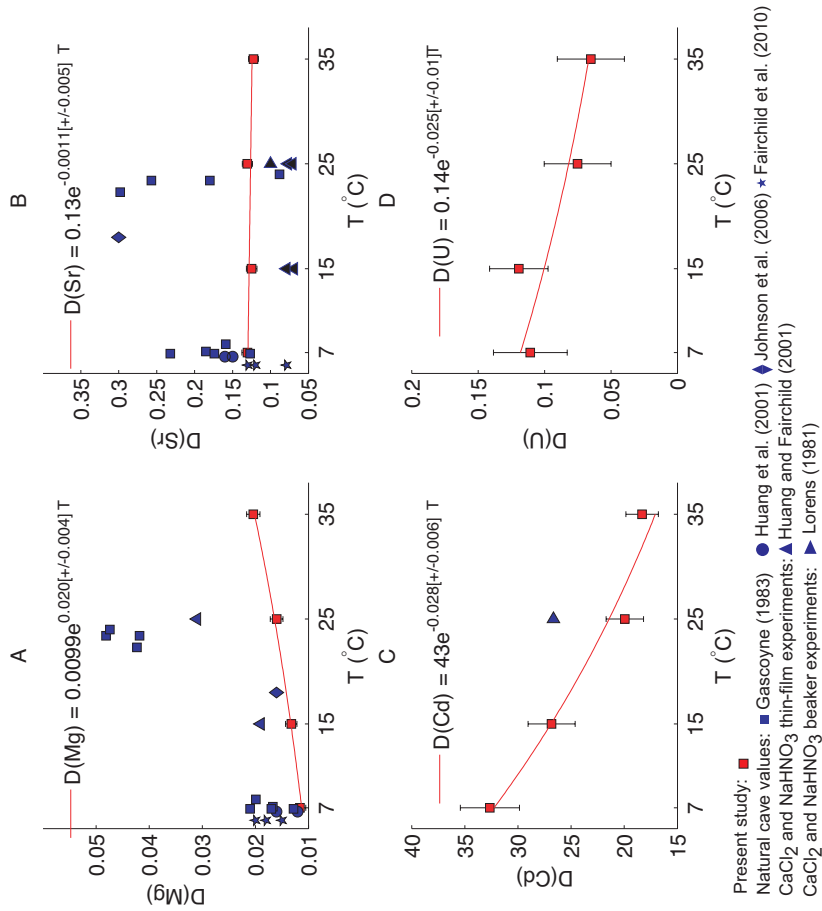 A
D(Mg) = 0.0099e^0.020[+/-0.004] T
D(Mg)
0.05
0.04
0.03
0.02
0.01
7
15
25
35
T (°C)
B
D(Sr) = 0.13e^-0.0011[+/-0.005] T
D(Sr)
0.35
0.3
0.25
0.2
0.15
0.1
0.05
7
15
25
35
T (°C)
C
D(Cd) = 43e^-0.028[+/-0.006] T
D(Cd)
40
35
30
25
20
15
7
15
25
35
T (°C)
D
D(U) = 0.14e^-0.025[+/-0.01]T
D(U)
0.2
0.15
0.1
0.05
0
7
15
25
35
T (°C)
Present study:
Natural cave values: Gascoyne (1983) Huang et al. (2001) Johnson et al. (2006) Fairchild et al. (2010)
CaCl₂ and NaHNO₃ thin-film experiments: Huang and Fairchild (2001)
CaCl₂ and NaHNO₃ beaker experiments: Lorens (1981)